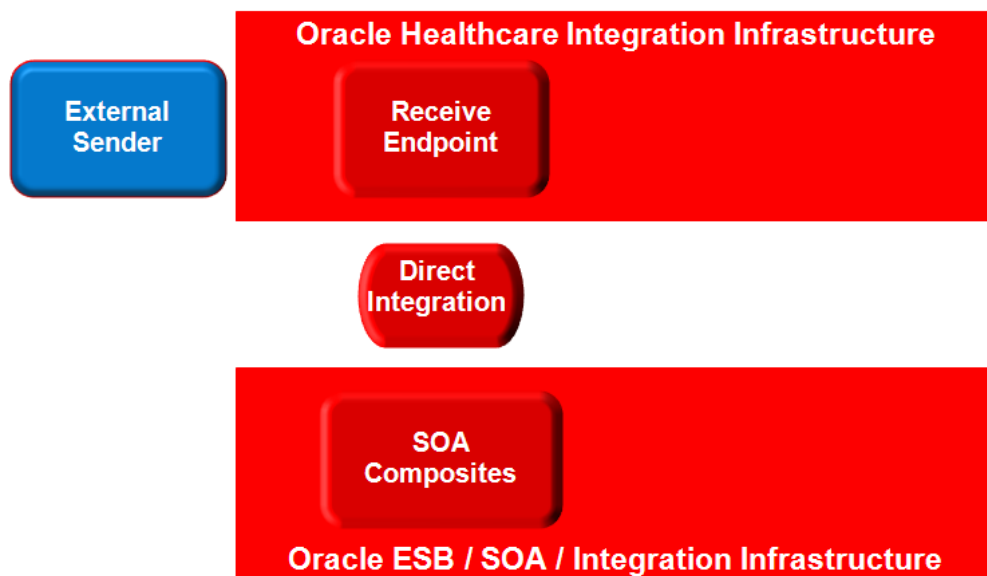 Oracle Healthcare Integration Infrastructure
External
Sender
Receive
Endpoint
Direct
Integration
SOA
Composites
Oracle ESB / SOA / Integration Infrastructure